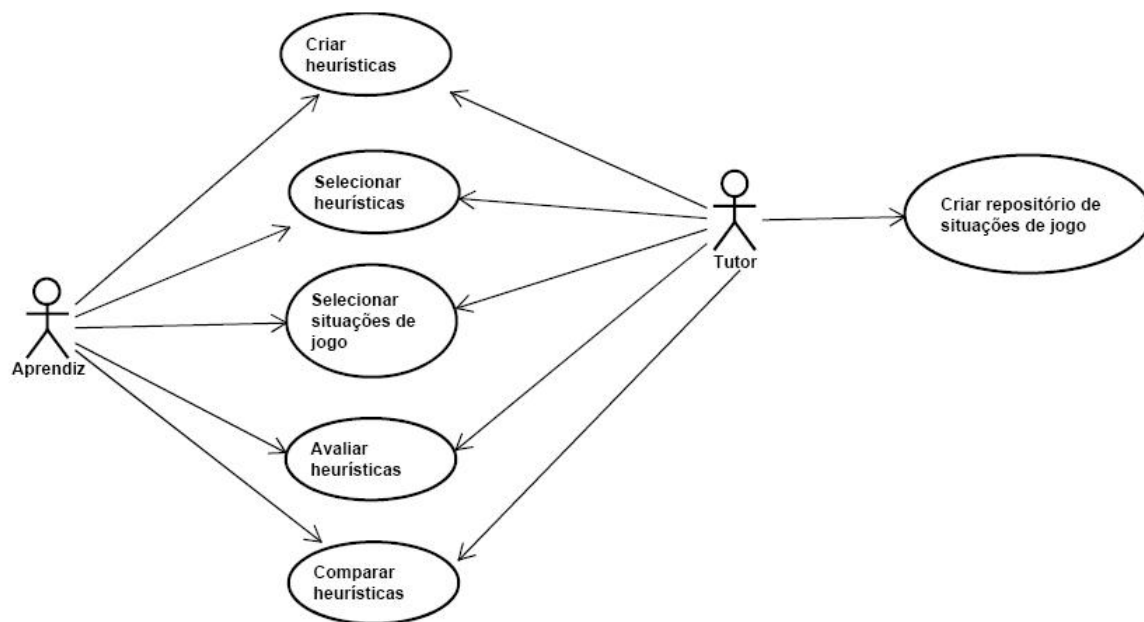 Criar
heurísticas
Selecionar
heurísticas
Selecionar
situações de
jogo
Avaliar
heurísticas
Comparar
heurísticas
Aprendiz
Tutor
Criar repositório de
situações de jogo